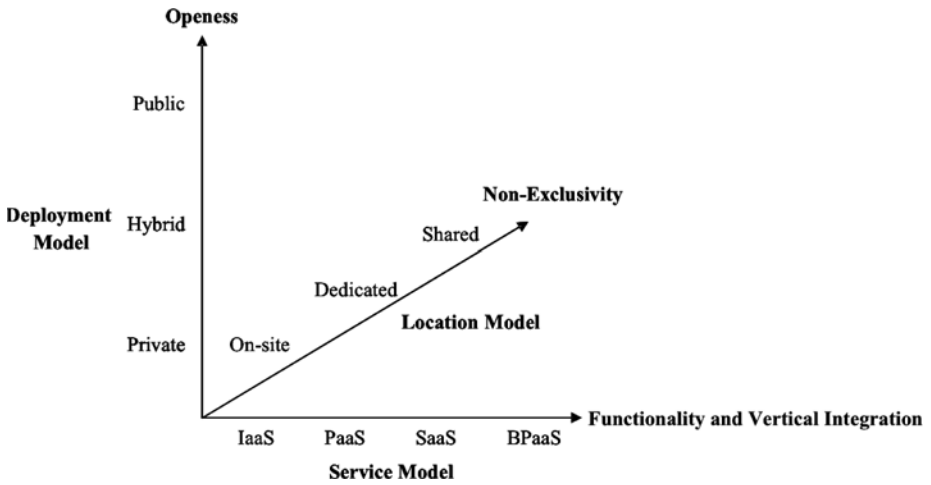 Openess
Public
Non-Exclusivity
Deployment
Model
Hybrid
Shared
Dedicated
Location Model
Private
On-site
Functionality and Vertical Integration
IaaS PaaS SaaS BPaaS
Service Model